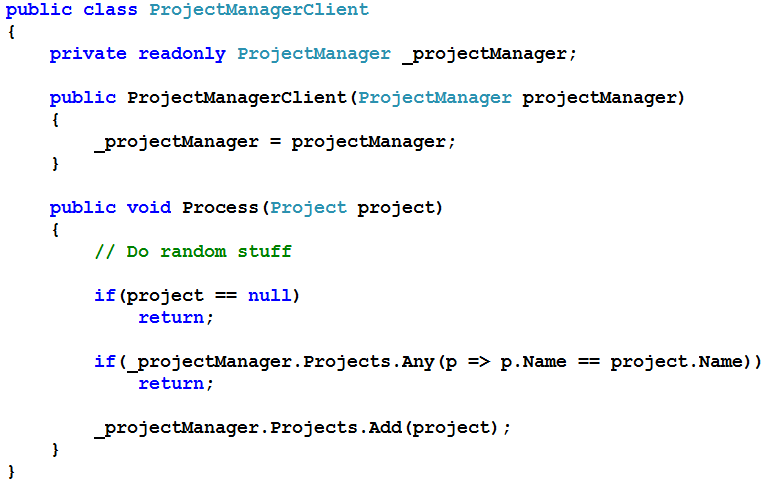 public class ProjectManagerClient
{
    private readonly ProjectManager _projectManager;

    public ProjectManagerClient(ProjectManager projectManager)
    {
        _projectManager = projectManager;
    }

    public void Process(Project project)
    {
        // Do random stuff

        if(project == null)
            return;

        if(_projectManager.Projects.Any(p => p.Name == project.Name))
            return;

        _projectManager.Projects.Add(project);
    }
}